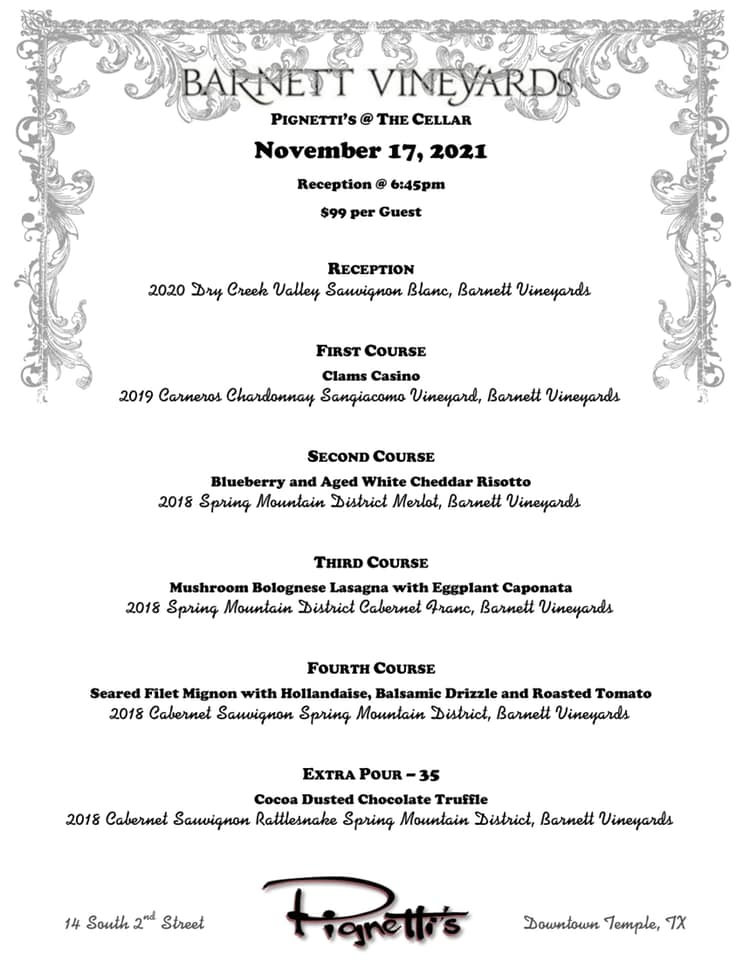 BARNETT VINEYARDS
PIGNETTI'S @ THE CELLAR
November 17, 2021
Reception @ 6:45pm
$99 per Guest
RECEPTION
2020 Dry Creek Valley Sauvignon Blanc, Barnett Vineyards
FIRST COURSE
Clams Casino
2019 Carneros Chardonnay Sangiacomo Vineyard, Barnett Vineyards
SECOND COURSE
Blueberry and Aged White Cheddar Risotto
2018 Spring Mountain District Merlot, Barnett Vineyards
THIRD COURSE
Mushroom Bolognese Lasagna with Eggplant Caponata
2018 Spring Mountain District Cabernet Franc, Barnett Vineyards
FOURTH COURSE
Seared Filet Mignon with Hollandaise, Balsamic Drizzle and Roasted Tomato
2018 Cabernet Sauvignon Spring Mountain District, Barnett Vineyards
EXTRA POUR – 35
Cocoa Dusted Chocolate Truffle
2018 Cabernet Sauvignon Rattlesnake Spring Mountain District, Barnett Vineyards
14 South 2nd Street Pignetti's Downtown Temple, TX